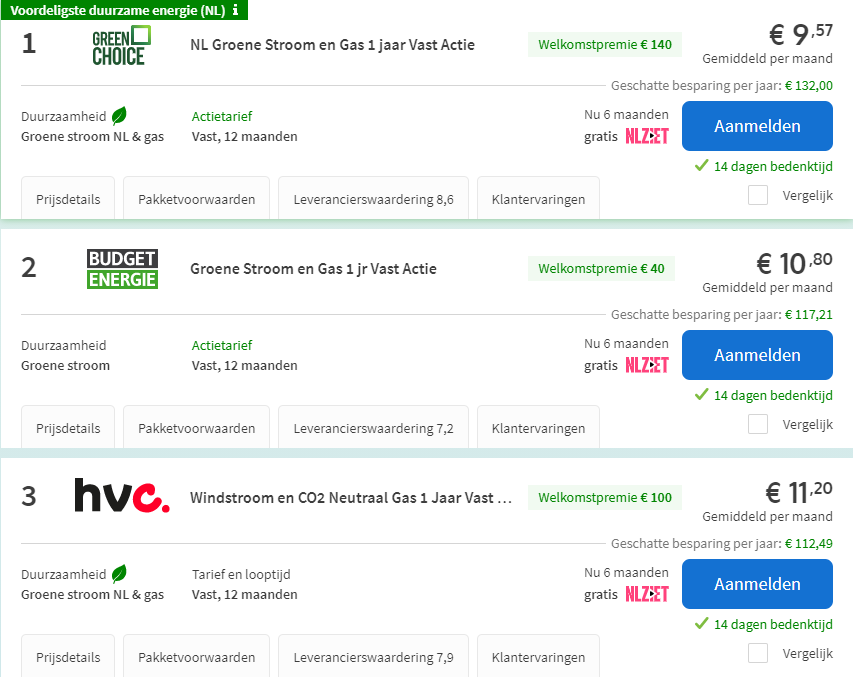 Voordeligste duurzame energie (NL) i
1
GREEN CHOICE
NL Groene Stroom en Gas 1 jaar Vast Actie
Welkomstpremie € 140
€ 9,57
Gemiddeld per maand
Geschatte besparing per jaar: € 132,00
Duurzaamheid
Groene stroom NL & gas
Actietarief
Vast, 12 maanden
Nu 6 maanden
gratis NLZIET
Aanmelden
14 dagen bedenktijd
Prijsdetails
Pakketvoorwaarden
Leverancierswaardering 8,6
Klantervaringen
Vergelijk
2
BUDGET ENERGIE
Groene Stroom en Gas 1 jr Vast Actie
Welkomstpremie € 40
€ 10,80
Gemiddeld per maand
Geschatte besparing per jaar: € 117,21
Duurzaamheid
Groene stroom
Actietarief
Vast, 12 maanden
Nu 6 maanden
gratis NLZIET
Aanmelden
14 dagen bedenktijd
Prijsdetails
Pakketvoorwaarden
Leverancierswaardering 7,2
Klantervaringen
Vergelijk
3
hvc.
Windstroom en CO2 Neutraal Gas 1 Jaar Vast ...
Welkomstpremie € 100
€ 11,20
Gemiddeld per maand
Geschatte besparing per jaar: € 112,49
Duurzaamheid
Groene stroom NL & gas
Tarief en looptijd
Vast, 12 maanden
Nu 6 maanden
gratis NLZIET
Aanmelden
14 dagen bedenktijd
Prijsdetails
Pakketvoorwaarden
Leverancierswaardering 7,9
Klantervaringen
Vergelijk